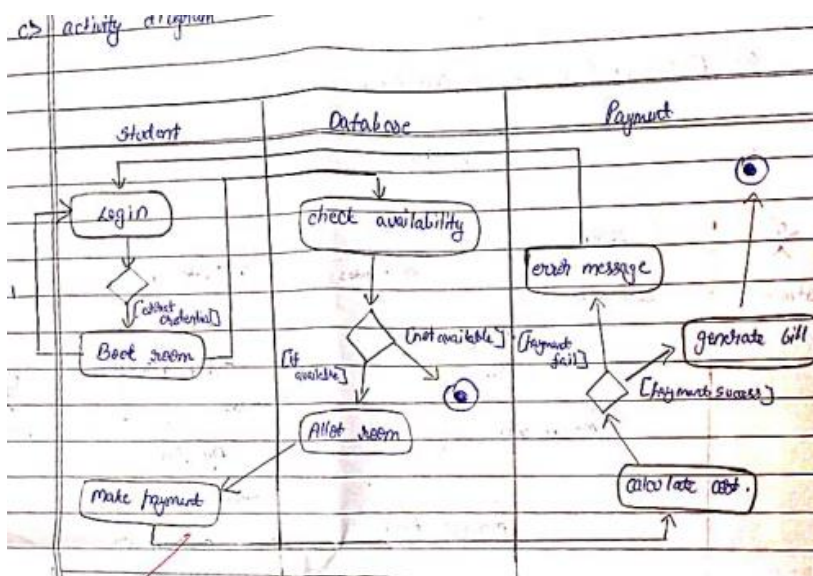 c) activity diagram
Student
Database
Payment
Login
check availability
error message
[correct
credential]
Book room
[if
available]
[not available]
[payment
fail]
generate bill
[payment success]
Allot room
Make payment
calculate cost.